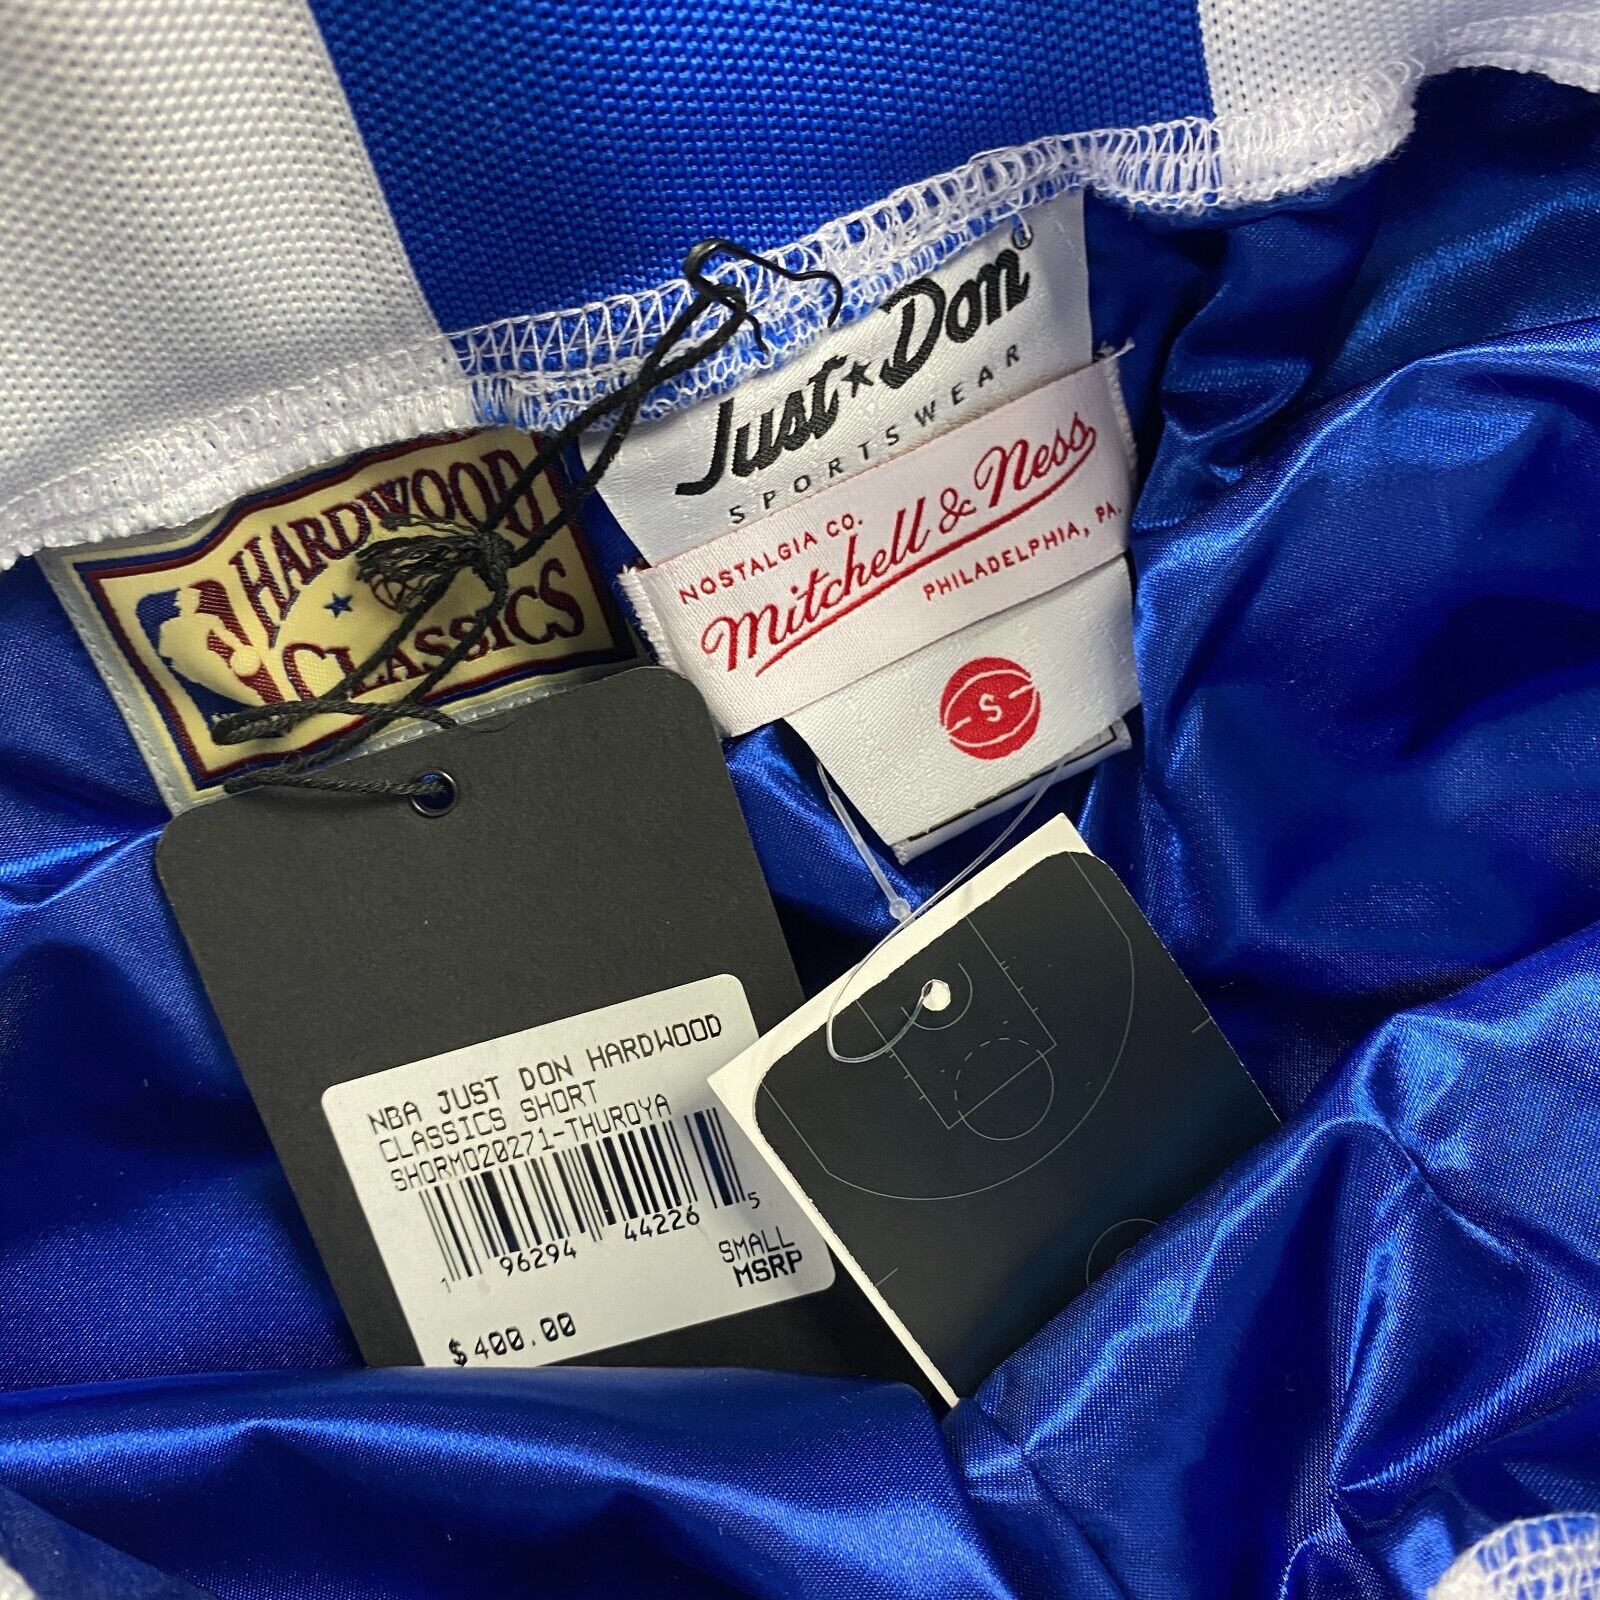 Just★Don®
SPORTSWEAR
NOSTALGIA CO.
Mitchell & Ness
PHILADELPHIA, PA.
S
HARDWOOD
CLASSICS
NBA JUST DON HARDWOOD
CLASSICS SHORT
SHORMO20271-THUROYA
1 96294 44226 5
SMALL
MSRP
$400.00